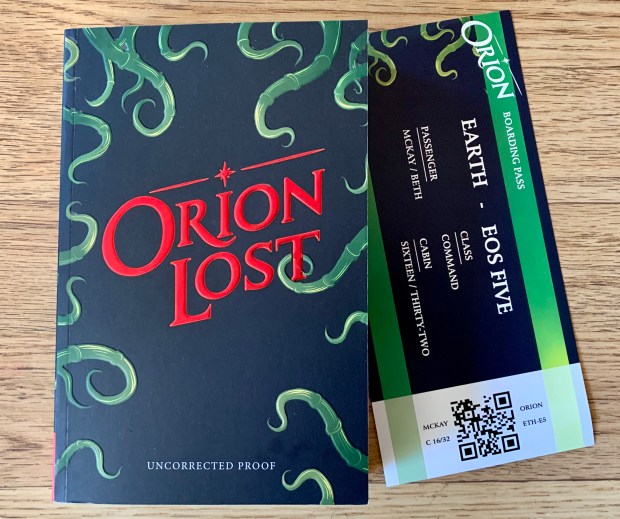 ORION
LOST
UNCORRECTED PROOF
ORION
BOARDING PASS
EARTH - EOS FIVE
PASSENGER
MCKAY / BETH
CLASS
COMMAND
CABIN
SIXTEEN / THIRTY-TWO
MCKAY
C 16/32
ORION
ETH-E5